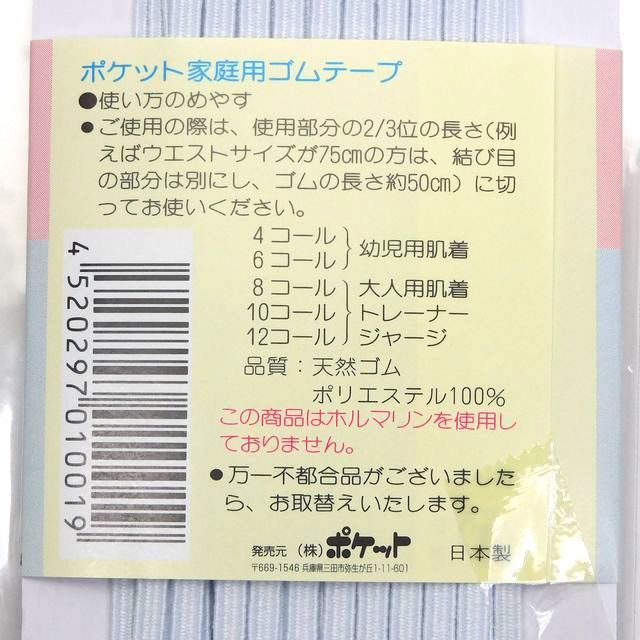 ポケット家庭用ゴムテープ
●使い方のめやす
●ご使用の際は、使用部分の2/3位の長さ(例
えばウエストサイズが75cmの方は、結び目
の部分は別にし、ゴムの長さ約50cm)に切
ってお使いください。
4コール
6コール
幼児用肌着
8コール
10コール
12コール
大人用肌着
トレーナー
ジャージ
品質：天然ゴム
ポリエステル100%
この商品はホルマリンを使用し
ておりません。
●万一不都合品がございました
ら、お取替えいたします。
発売元 (株)ポケット 日本製
〒669-1546 兵庫県三田市弥生が丘1-11-601
4520297010019